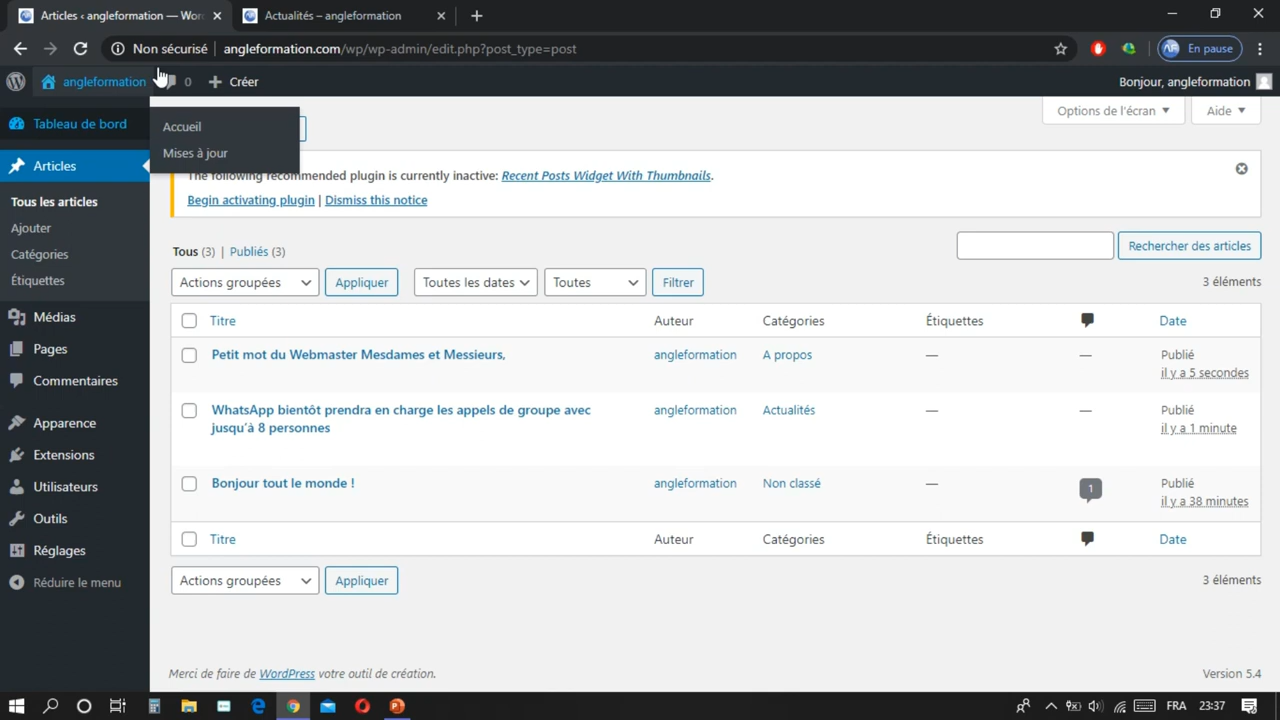 Articles ‹ angleformation — Wor
Actualités – angleformation
Non sécurisé
angleformation.com/wp/wp-admin/edit.php?post_type=post
En pause
angleformation
0
Créer
Bonjour, angleformation
Tableau de bord
Accueil
Options de l'écran
Aide
Mises à jour
Articles
The following recommended plugin is currently inactive: Recent Posts Widget With Thumbnails.
Begin activating plugin | Dismiss this notice
Tous les articles
Ajouter
Catégories
Étiquettes
Médias
Pages
Commentaires
Apparence
Extensions
Utilisateurs
Outils
Réglages
Réduire le menu
Tous (3) | Publiés (3)
Rechercher des articles
Actions groupées
Appliquer
Toutes les dates
Toutes
Filtrer
3 éléments
Titre Auteur Catégories Étiquettes Date
Petit mot du Webmaster Mesdames et Messieurs, angleformation A propos — — Publié
il y a 5 secondes
WhatsApp bientôt prendra en charge les appels de groupe avec angleformation Actualités — — Publié
jusqu'à 8 personnes il y a 1 minute
Bonjour tout le monde ! angleformation Non classé — 1 Publié
il y a 38 minutes
Titre Auteur Catégories Étiquettes Date
Actions groupées Appliquer 3 éléments
Merci de faire de WordPress votre outil de création. Version 5.4
FRA 23:37